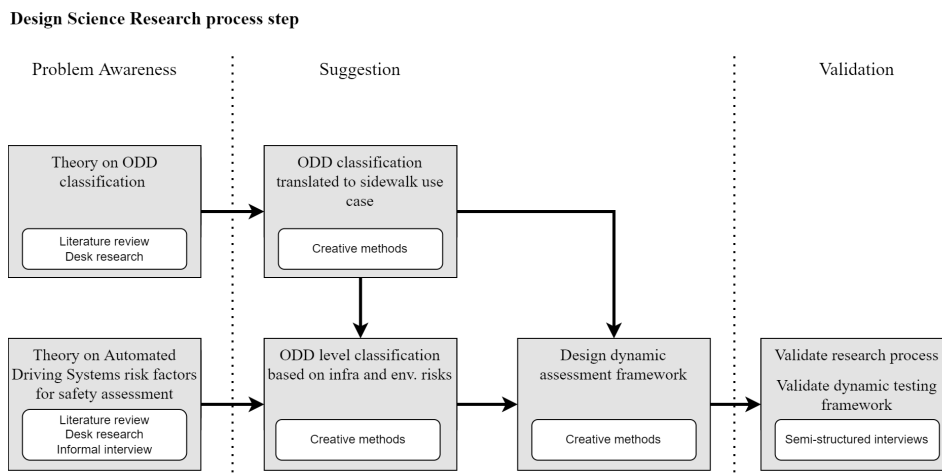 Design Science Research process step
Problem Awareness
Suggestion
Validation
Theory on ODD
classification
Literature review
Desk research
ODD classification
translated to sidewalk use
case
Creative methods
Theory on Automated
Driving Systems risk factors
for safety assessment
Literature review
Desk research
Informal interview
ODD level classification
based on infra and env. risks
Creative methods
Design dynamic
assessment framework
Creative methods
Validate research process
Validate dynamic testing
framework
Semi-structured interviews